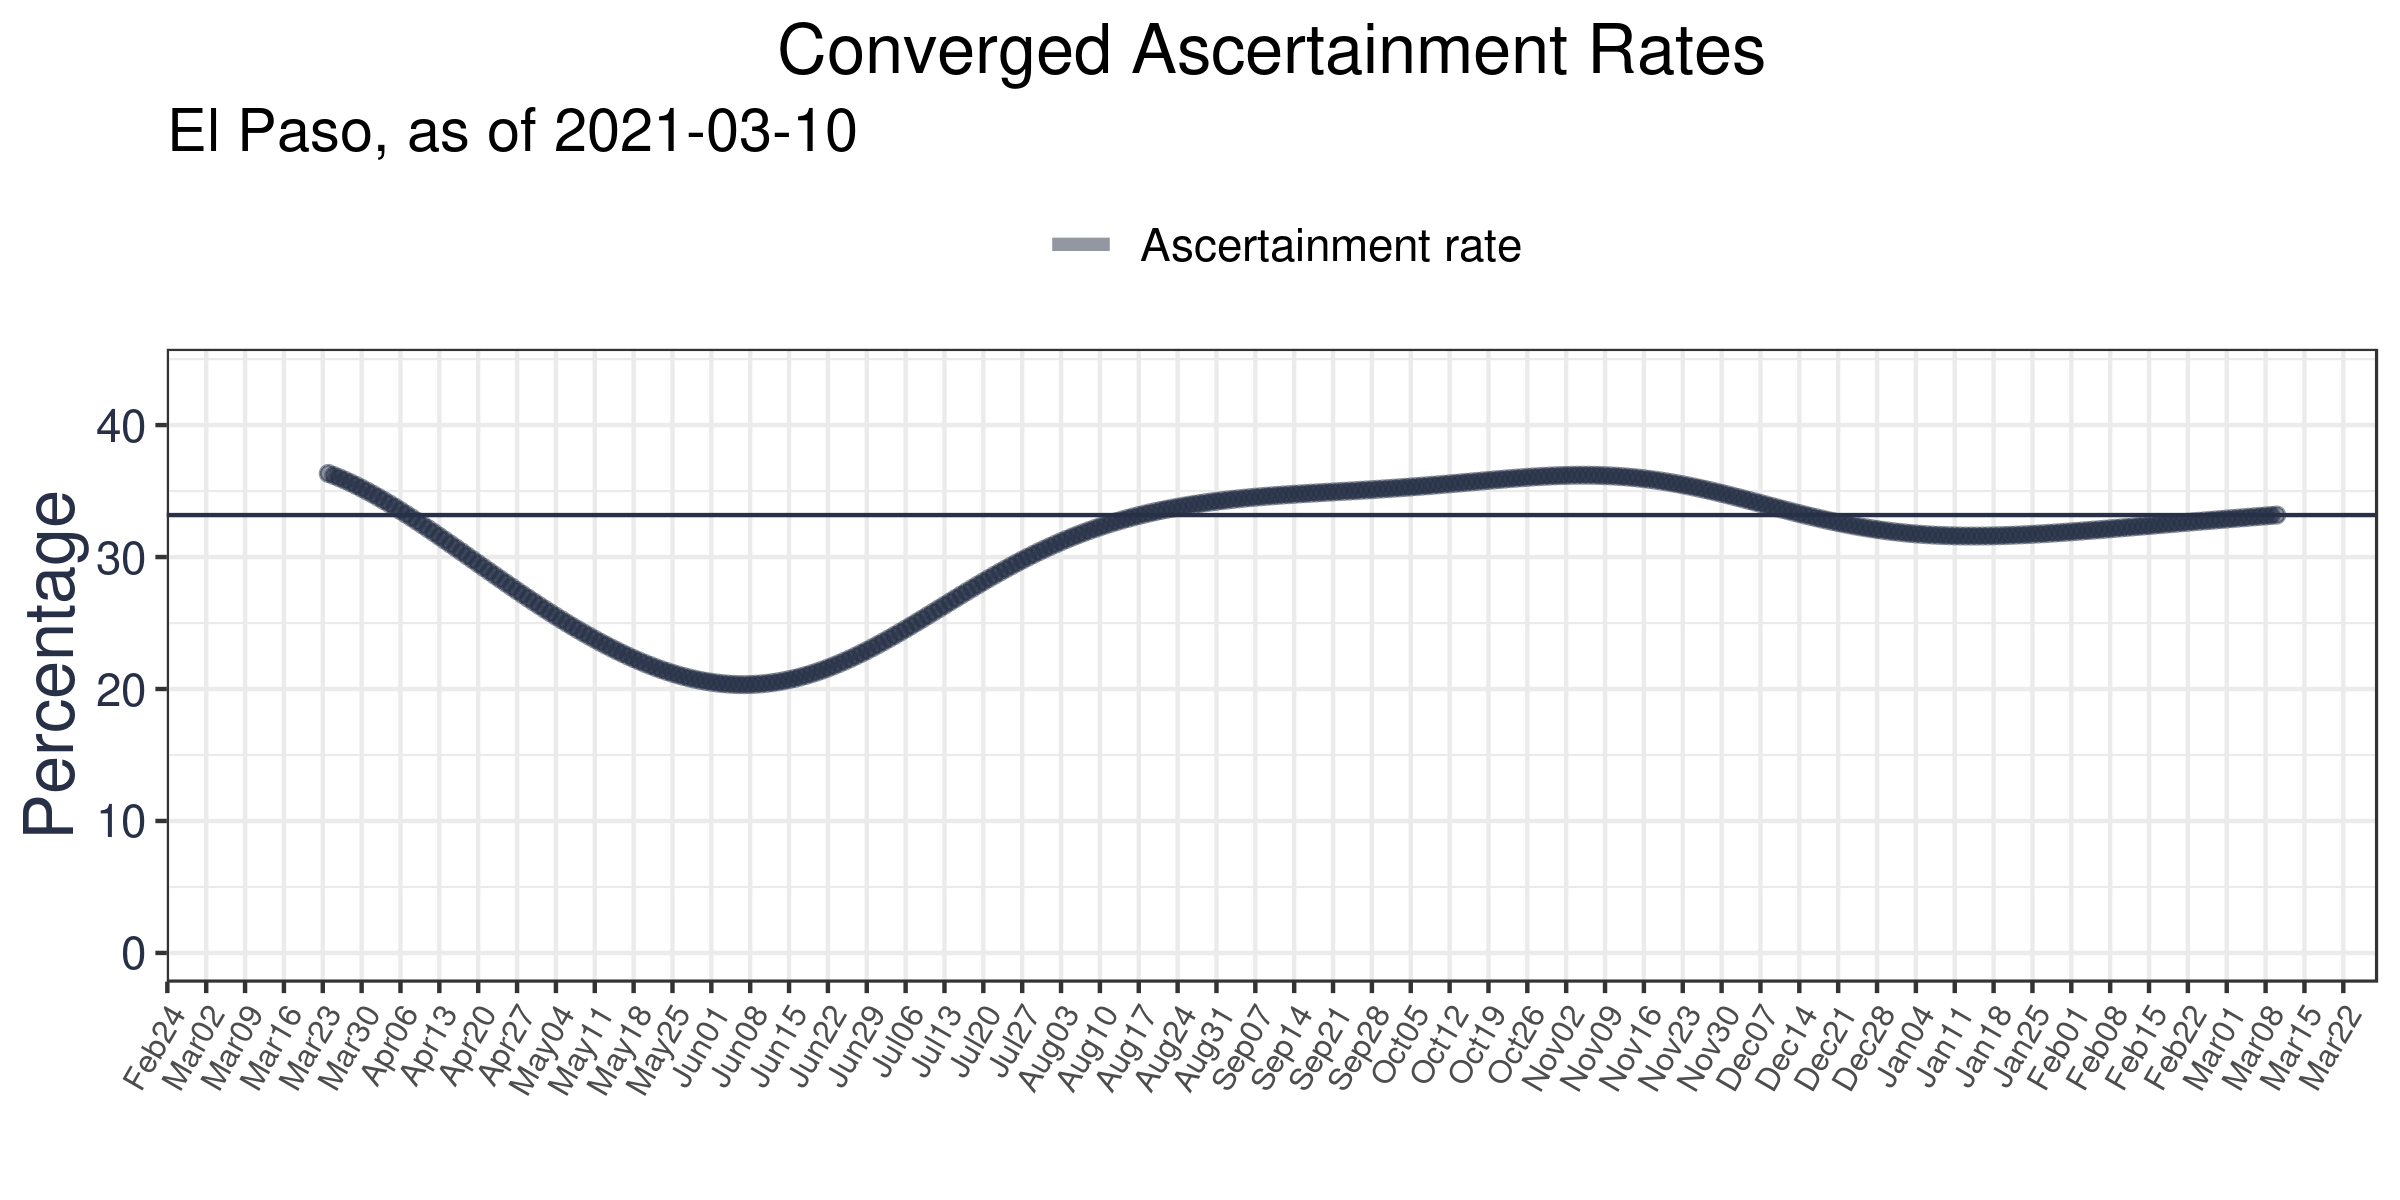 Converged Ascertainment Rates
El Paso, as of 2021-03-10
Ascertainment rate
Percentage
40
30
20
10
0
Feb24 Mar02 Mar09 Mar16 Mar23 Mar30 Apr06 Apr13 Apr20 Apr27 May04 May11 May18 May25 Jun01 Jun08 Jun15 Jun22 Jun29 Jul06 Jul13 Jul20 Jul27 Aug03 Aug10 Aug17 Aug24 Aug31 Sep07 Sep14 Sep21 Sep28 Oct05 Oct12 Oct19 Oct26 Nov02 Nov09 Nov16 Nov23 Nov30 Dec07 Dec14 Dec21 Dec28 Jan04 Jan11 Jan18 Jan25 Feb01 Feb08 Feb15 Feb22 Mar01 Mar08 Mar15 Mar22